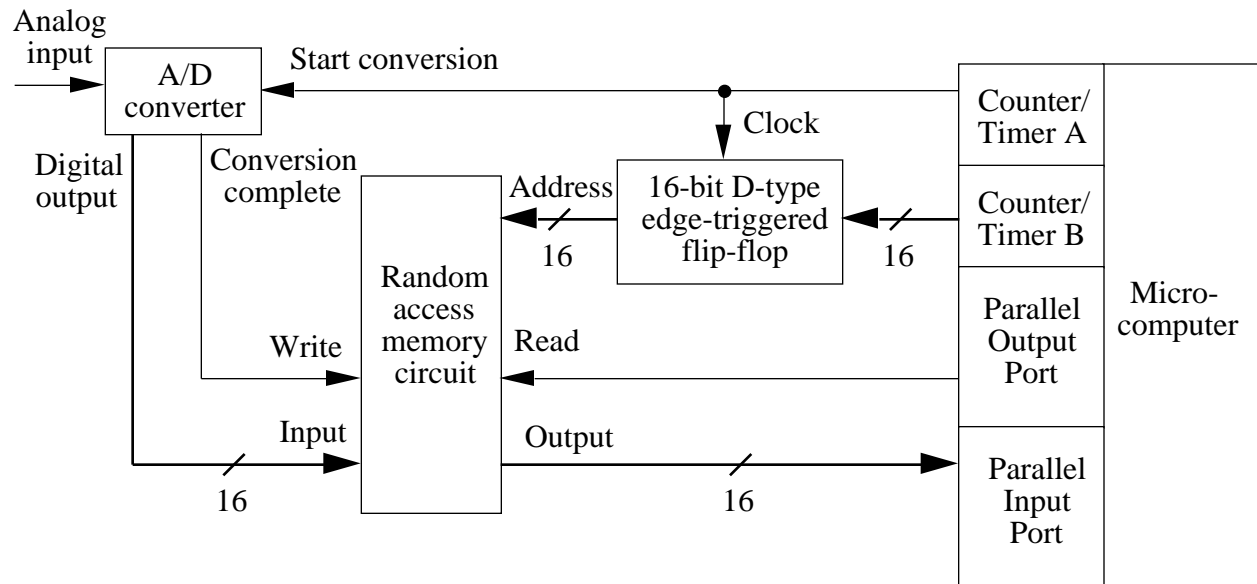 Analog
input
A/D
converter
Start conversion
Clock
Counter/
Timer A
Digital
output
Conversion
complete
Address
16
16-bit D-type
edge-triggered
flip-flop
16
Counter/
Timer B
Random
access
memory
circuit
Write
Read
Parallel
Output
Port
Micro-
computer
Input
16
Output
16
Parallel
Input
Port